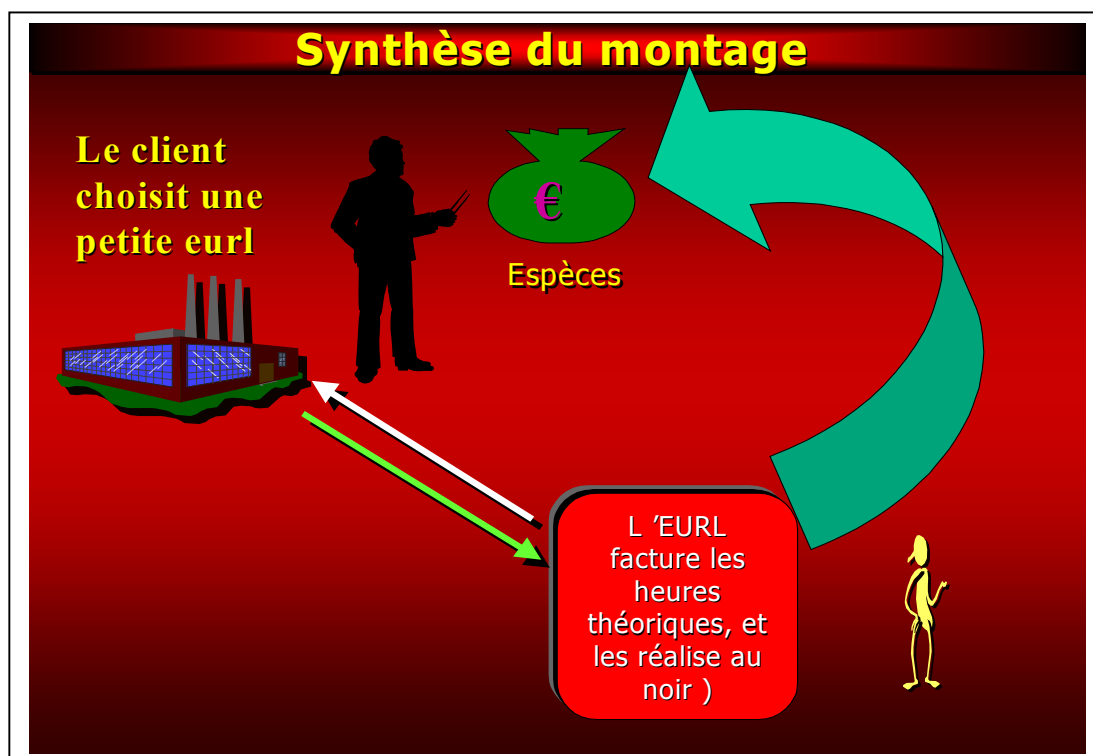 Synthèse du montage
Le client
choisit une
petite eurl
€
Espèces
L ’EURL
facture les
heures
théoriques, et
les réalise au
noir )